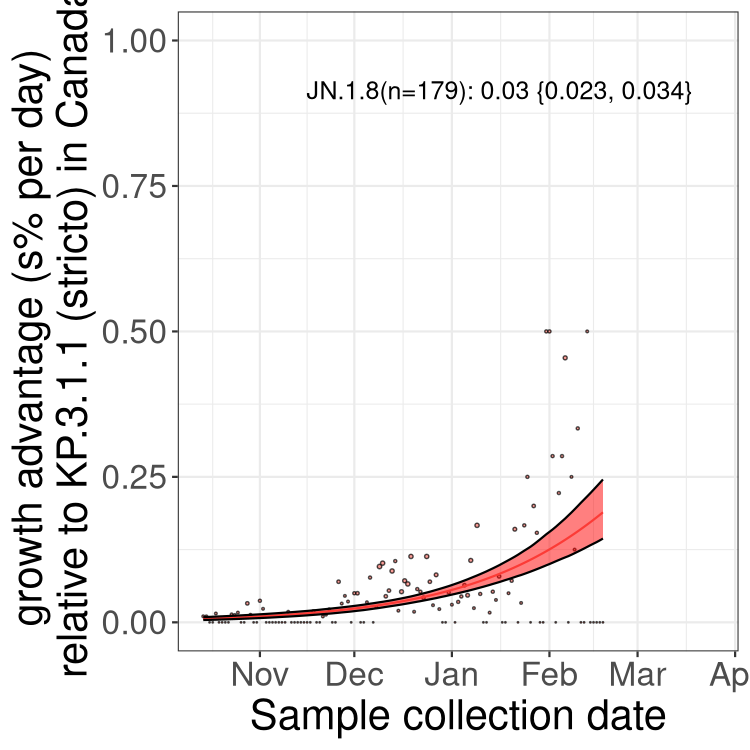 growth advantage (s% per day)
relative to KP.3.1.1 (stricto) in Canada
1.00
0.75
0.50
0.25
0.00
JN.1.8(n=179): 0.03 {0.023, 0.034}
Nov Dec Jan Feb Mar Ap
Sample collection date